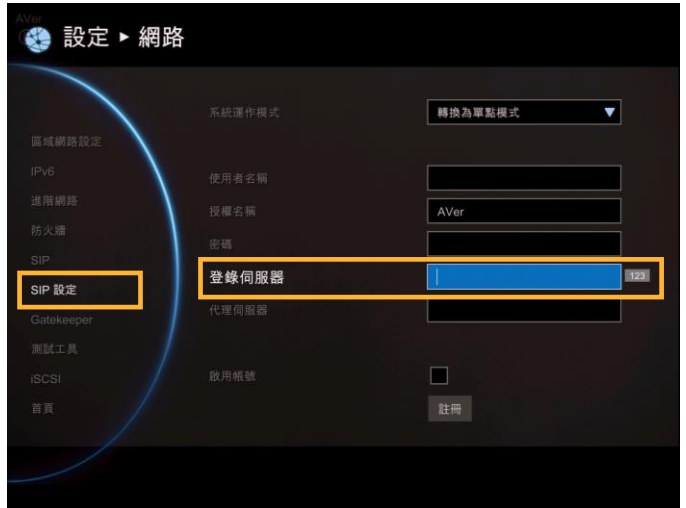 AVer
設定 ▸ 網路
系統運作模式
轉換為單點模式
區域網路設定
IPv6
進階網路
防火牆
SIP
SIP 設定
Gatekeeper
測試工具
iSCSI
首頁
使用者名稱
授權名稱
AVer
密碼
登錄伺服器
123
代理伺服器
啟用帳號
註冊